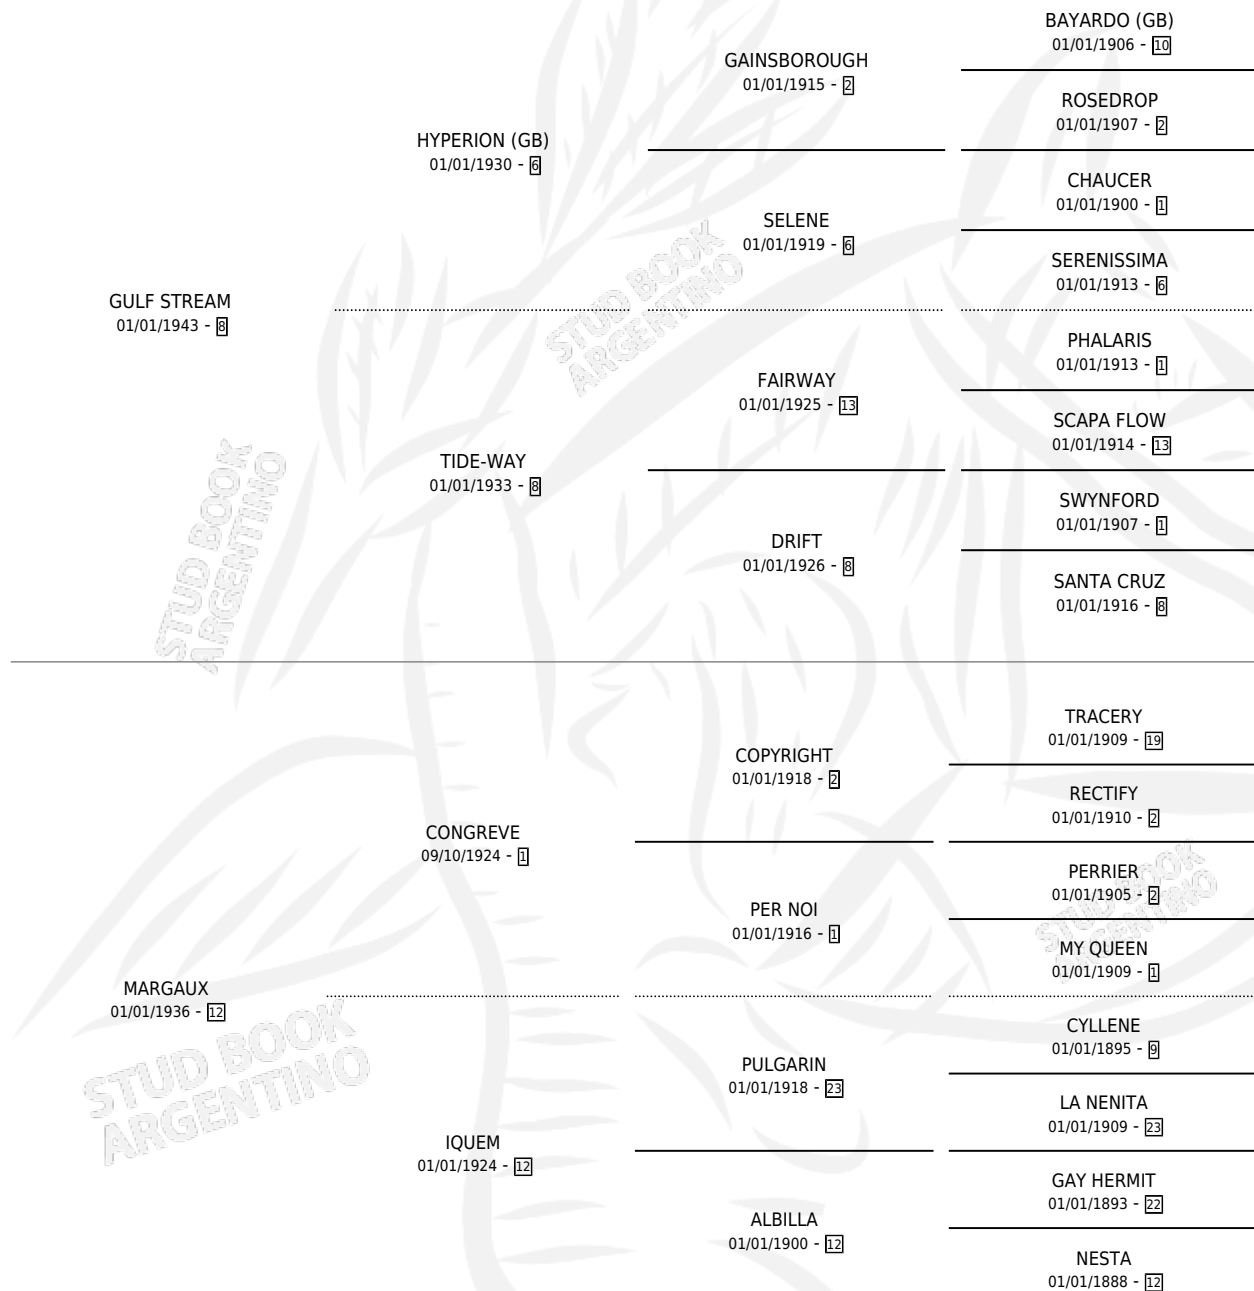 BAYARDO (GB)
01/01/1906 - 10
GAINSBOROUGH
01/01/1915 - 2
ROSEDROP
01/01/1907 - 2
HYPERION (GB)
01/01/1930 - 6
CHAUCER
01/01/1900 - 1
SELENE
01/01/1919 - 6
SERENISSIMA
01/01/1913 - 6
GULF STREAM
01/01/1943 - 8
STUD BOOK
ARGENTINO
PHALARIS
01/01/1913 - 1
FAIRWAY
01/01/1925 - 13
SCAPA FLOW
01/01/1914 - 13
TIDE-WAY
01/01/1933 - 8
SWYNFORD
01/01/1907 - 1
DRIFT
01/01/1926 - 8
SANTA CRUZ
01/01/1916 - 8
STUD BOOK
ARGENTINO
TRACERY
01/01/1909 - 19
COPYRIGHT
01/01/1918 - 2
RECTIFY
01/01/1910 - 2
CONGREVE
09/10/1924 - 1
PERRIER
01/01/1905 - 2
PER NOI
01/01/1916 - 1
MY QUEEN
01/01/1909 - 1
STUD BOOK
ARGENTINO
MARGAUX
01/01/1936 - 12
CYLLENE
01/01/1895 - 9
PULGARIN
01/01/1918 - 23
LA NENITA
01/01/1909 - 23
IQUEM
01/01/1924 - 12
GAY HERMIT
01/01/1893 - 22
ALBILLA
01/01/1900 - 12
NESTA
01/01/1888 - 12
STUD BOOK
ARGENTINO